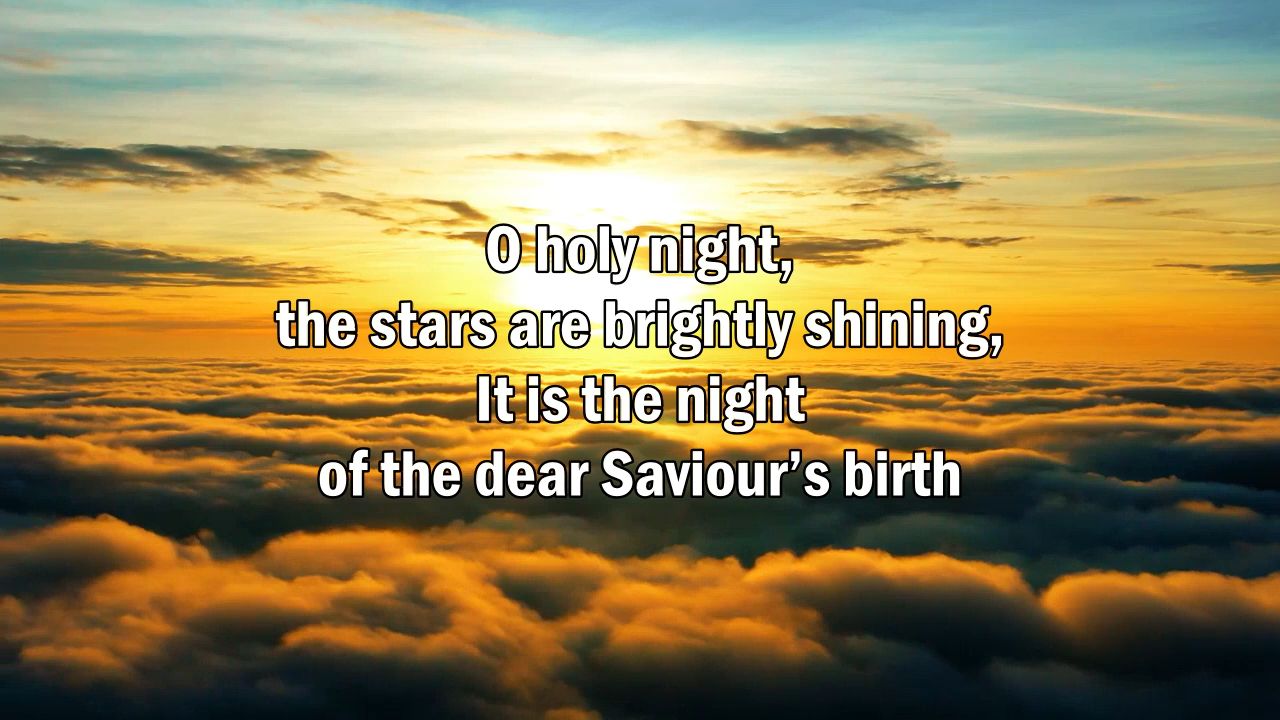 O holy night,
the stars are brightly shining,
It is the night
of the dear Saviour’s birth